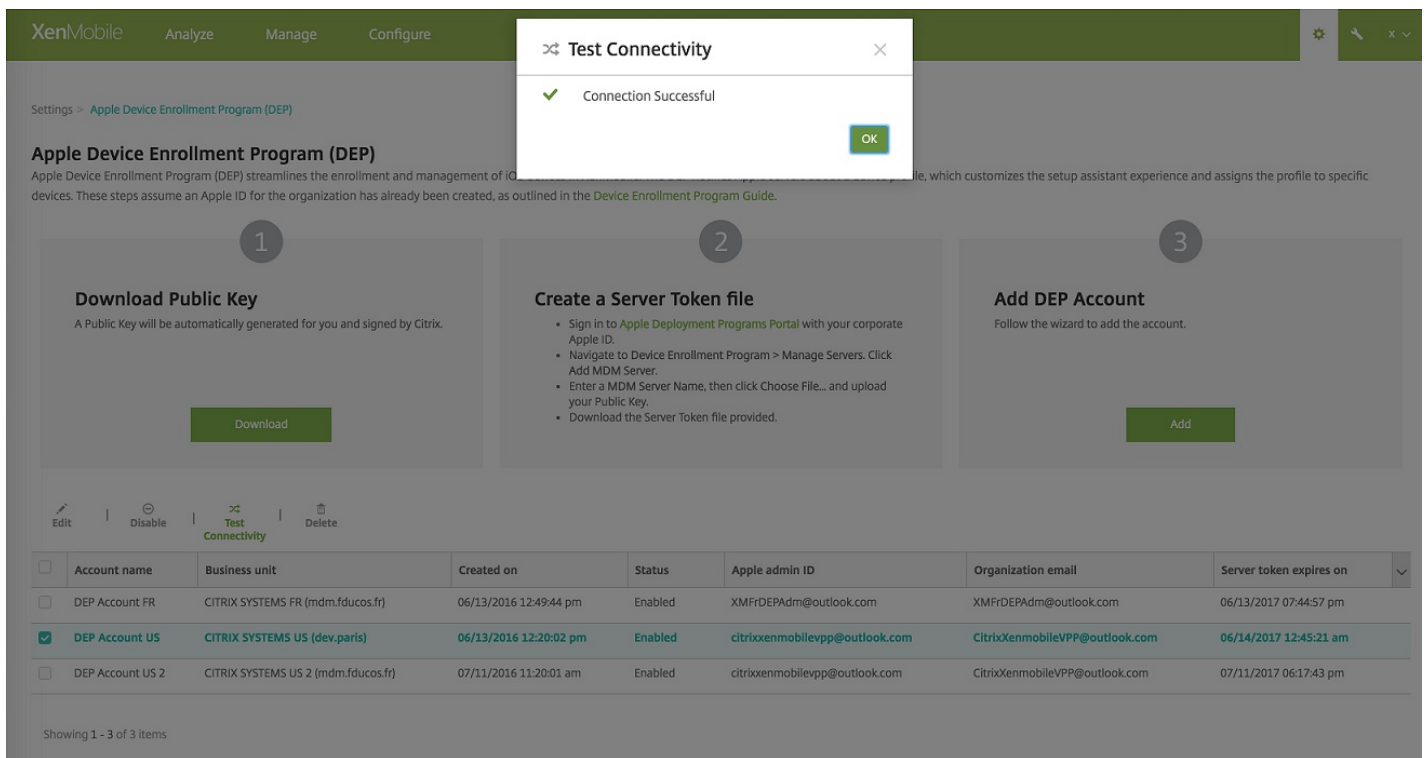 XenMobile Analyze Manage Configure x
Test Connectivity
Connection Successful
OK
Settings > Apple Device Enrollment Program (DEP)
Apple Device Enrollment Program (DEP)
Apple Device Enrollment Program (DEP) streamlines the enrollment and management of iO file, which customizes the setup assistant experience and assigns the profile to specific
devices. These steps assume an Apple ID for the organization has already been created, as outlined in the Device Enrollment Program Guide.
1
Download Public Key
A Public Key will be automatically generated for you and signed by Citrix.
Download
2
Create a Server Token file
• Sign in to Apple Deployment Programs Portal with your corporate
Apple ID.
• Navigate to Device Enrollment Program > Manage Servers. Click
Add MDM Server.
• Enter a MDM Server Name, then click Choose File... and upload
your Public Key.
• Download the Server Token file provided.
3
Add DEP Account
Follow the wizard to add the account.
Add
Edit | Disable | Test Connectivity | Delete
Account name Business unit Created on Status Apple admin ID Organization email Server token expires on
DEP Account FR CITRIX SYSTEMS FR (mdm.fducos.fr) 06/13/2016 12:49:44 pm Enabled XMFrDEPAdm@outlook.com XMFrDEPAdm@outlook.com 06/13/2017 07:44:57 pm
DEP Account US CITRIX SYSTEMS US (dev.paris) 06/13/2016 12:20:02 pm Enabled citrixxenmobilevpp@outlook.com CitrixXenmobileVPP@outlook.com 06/14/2017 12:45:21 am
DEP Account US 2 CITRIX SYSTEMS US 2 (mdm.fducos.fr) 07/11/2016 11:20:01 am Enabled citrixxenmobilevpp@outlook.com CitrixXenmobileVPP@outlook.com 07/11/2017 06:17:43 pm
Showing 1 - 3 of 3 items